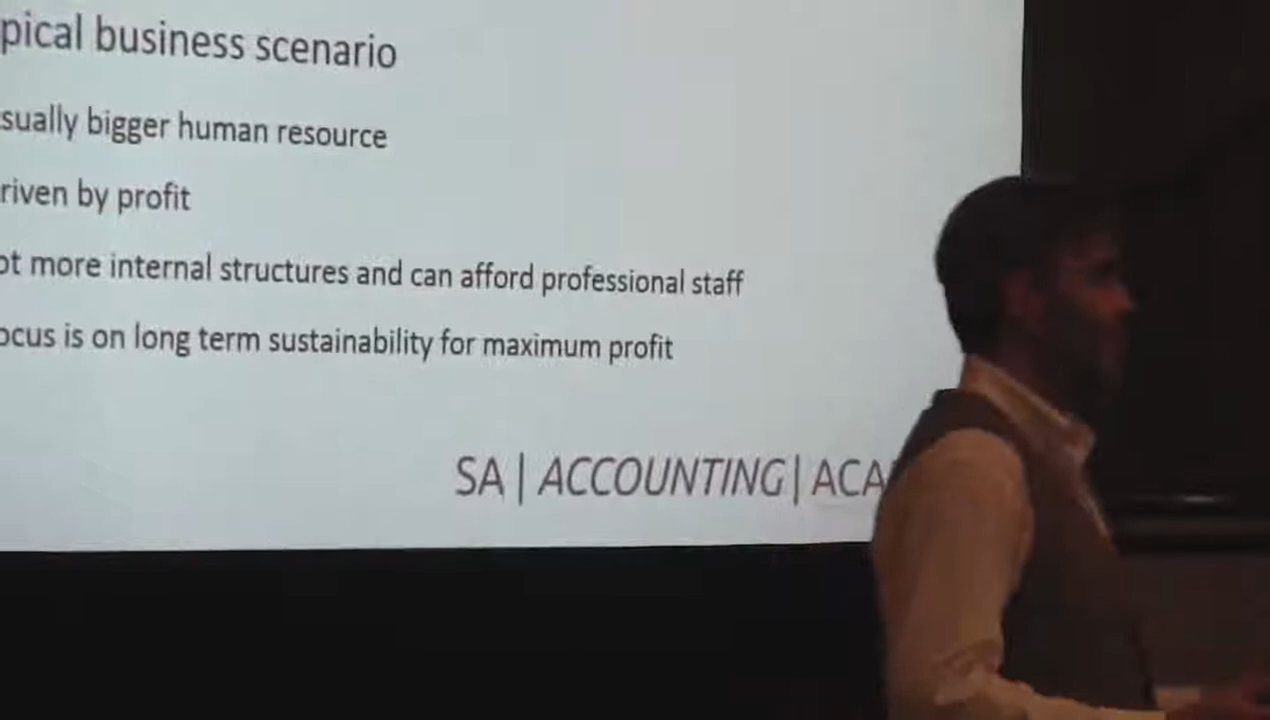 pical business scenario
sually bigger human resource
riven by profit
ot more internal structures and can afford professional staff
ocus is on long term sustainability for maximum profit
SA | ACCOUNTING | ACA